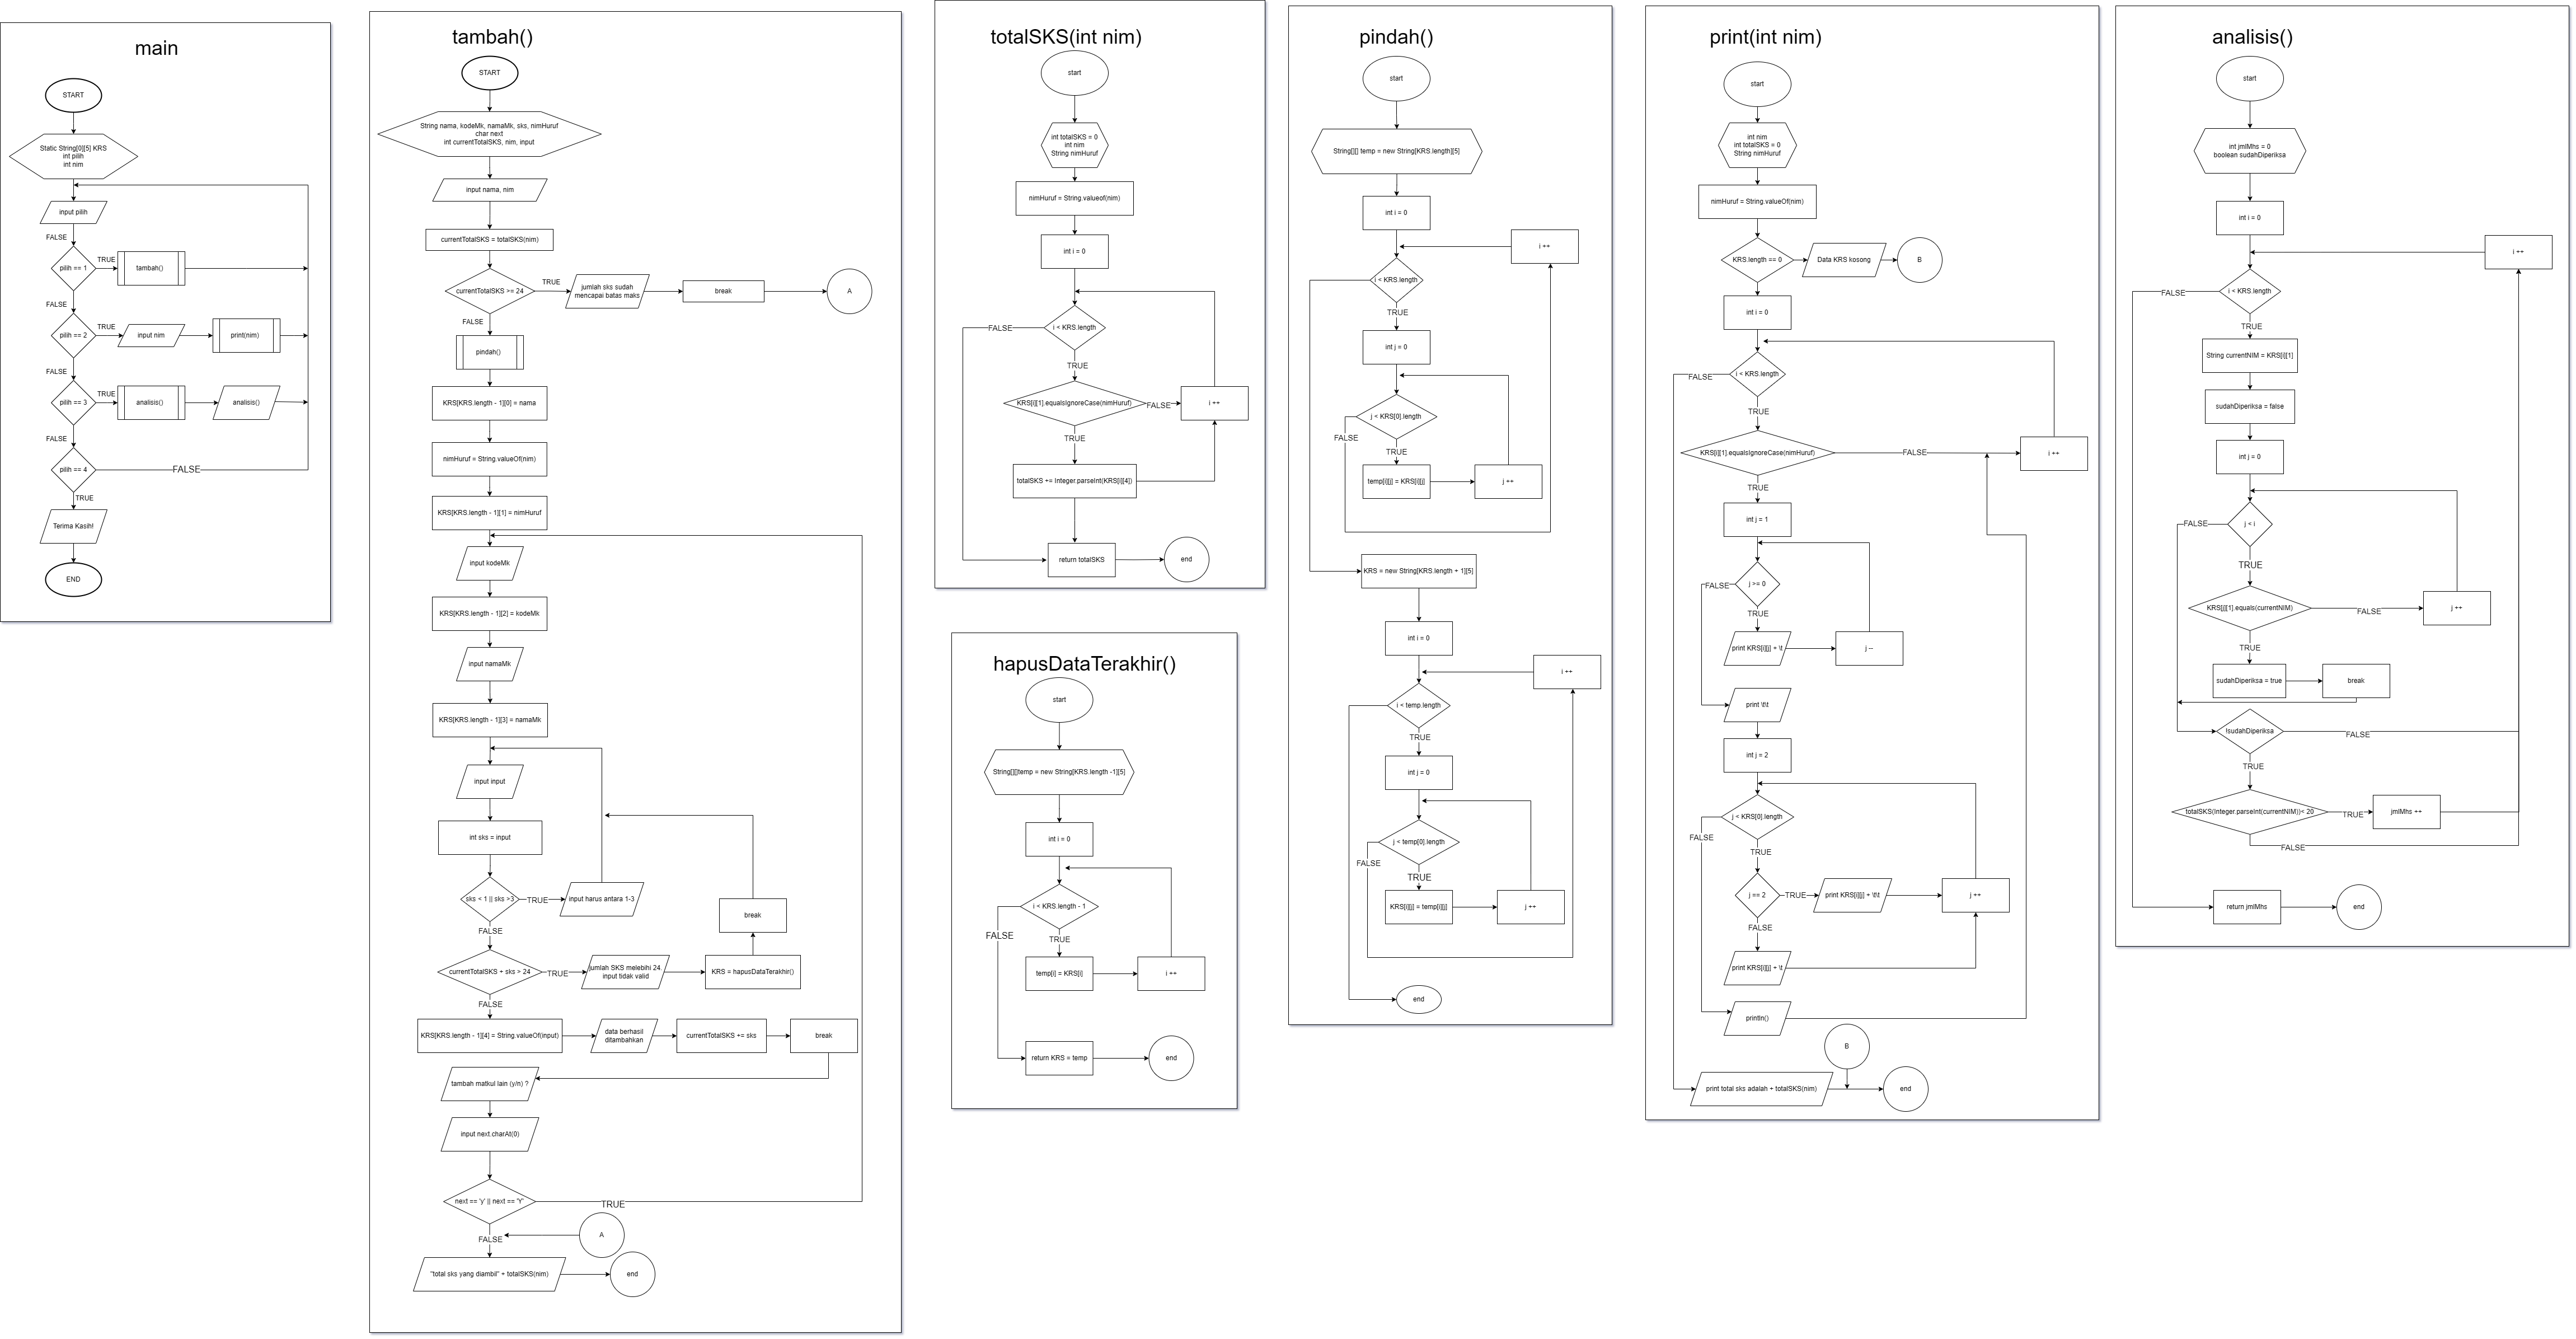 main
START
Static String[0][5] KRS
int pilih
int nim
input pilih
FALSE
pilih == 1
TRUE
tambah()
FALSE
pilih == 2
TRUE
input nim
print(nim)
FALSE
pilih == 3
TRUE
analisis()
analisis()
FALSE
pilih == 4
FALSE
TRUE
Terima Kasih!
END
tambah()
START
String nama, kodeMk, namaMk, sks, nimHuruf
char next
int currentTotalSKS, nim, input
input nama, nim
currentTotalSKS = totalSKS(nim)
currentTotalSKS >= 24
TRUE
jumlah sks sudah
mencapai batas maks
break
A
FALSE
pindah()
KRS[KRS.length - 1][0] = nama
nimHuruf = String.valueOf(nim)
KRS[KRS.length - 1][1] = nimHuruf
input kodeMk
KRS[KRS.length - 1][2] = kodeMk
input namaMk
KRS[KRS.length - 1][3] = namaMk
input input
int sks = input
sks < 1 || sks >3
TRUE
input harus antara 1-3
break
FALSE
currentTotalSKS + sks > 24
TRUE
jumlah SKS melebihi 24.
input tidak valid
KRS = hapusDataTerakhir()
FALSE
KRS[KRS.length - 1][4] = String.valueOf(input)
data berhasil
ditambahkan
currentTotalSKS += sks
break
tambah matkul lain (y/n) ?
input next.charAt(0)
next == 'y' || next == 'Y'
TRUE
A
FALSE
"total sks yang diambil" + totalSKS(nim)
end
totalSKS(int nim)
start
int totalSKS = 0
int nim
String nimHuruf
nimHuruf = String.valueof(nim)
int i = 0
i < KRS.length
FALSE
TRUE
KRS[i][1].equalsIgnoreCase(nimHuruf)
FALSE
i ++
TRUE
totalSKS += Integer.parseInt(KRS[i][4])
return totalSKS
end
hapusDataTerakhir()
start
String[][]temp = new String[KRS.length -1][5]
int i = 0
i < KRS.length - 1
FALSE
TRUE
temp[i] = KRS[i]
i ++
return KRS = temp
end
pindah()
start
String[][] temp = new String[KRS.length][5]
int i = 0
i ++
i < KRS.length
TRUE
int j = 0
j < KRS[0].length
FALSE
TRUE
temp[i][j] = KRS[i][j]
j ++
KRS = new String[KRS.length + 1][5]
int i = 0
i ++
i < temp.length
TRUE
int j = 0
j < temp[0].length
FALSE
TRUE
KRS[i][j] = temp[i][j]
j ++
end
print(int nim)
start
int nim
int totalSKS = 0
String nimHuruf
nimHuruf = String.valueOf(nim)
KRS.length == 0
Data KRS kosong
B
int i = 0
i < KRS.length
FALSE
TRUE
KRS[i][1].equalsIgnoreCase(nimHuruf)
FALSE
i ++
TRUE
int j = 1
j >= 0
FALSE
TRUE
print KRS[i][j] + \t
j --
print \t\t
int j = 2
j < KRS[0].length
FALSE
TRUE
j == 2
TRUE
print KRS[i][j] + \t\t
j ++
FALSE
print KRS[i][j] + \t
println()
B
print total sks adalah + totalSKS(nim)
end
analisis()
start
int jmlMhs = 0
boolean sudahDiperiksa
int i = 0
i ++
i < KRS.length
FALSE
TRUE
String currentNIM = KRS[i][1]
sudahDiperiksa = false
int j = 0
j < i
FALSE
TRUE
KRS[j][1].equals(currentNIM)
FALSE
j ++
TRUE
sudahDiperiksa = true
break
!sudahDiperiksa
FALSE
TRUE
totalSKS(Integer.parseInt(currentNIM))< 20
TRUE
jmlMhs ++
FALSE
return jmlMhs
end